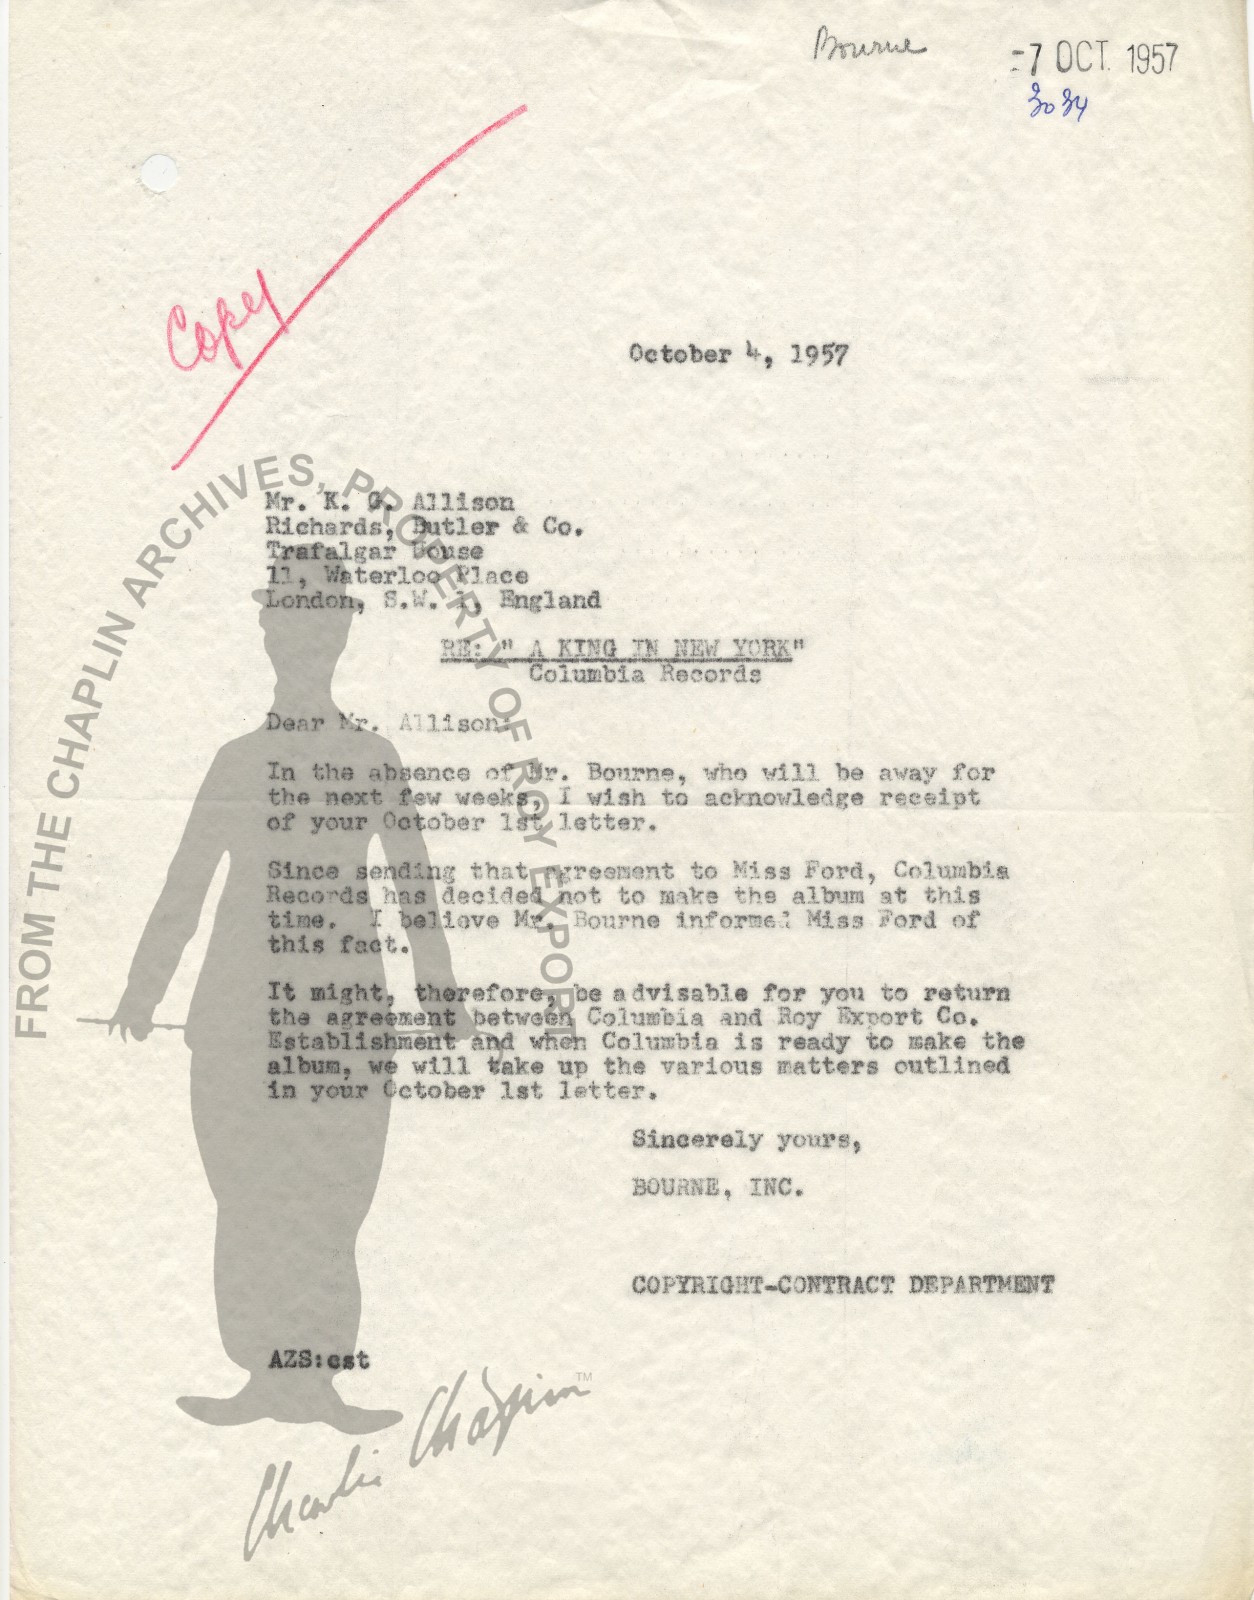 Bourne
-7 OCT. 1957
3034
Copy
October 4, 1957
Mr. K. G. Allison
Richards, Butler & Co.
Trafalgar House
11, Waterloo Place
London, S.W. 1, England
RE: " A KING IN NEW YORK"
Columbia Records
Dear Mr. Allison:
In the absence of Mr. Bourne, who will be away for
the next few weeks, I wish to acknowledge receipt
of your October 1st letter.
Since sending that agreement to Miss Ford, Columbia
Records has decided not to make the album at this
time. I believe Mr. Bourne informed Miss Ford of
this fact.
It might, therefore, be advisable for you to return
the agreement between Columbia and Roy Export Co.
Establishment and when Columbia is ready to make the
album, we will take up the various matters outlined
in your October 1st letter.
Sincerely yours,
BOURNE, INC.
COPYRIGHT-CONTRACT DEPARTMENT
AZS:cst
FROM THE CHAPLIN ARCHIVES, PROPERTY OF ROY EXPORT
Charlie Chaplin TM